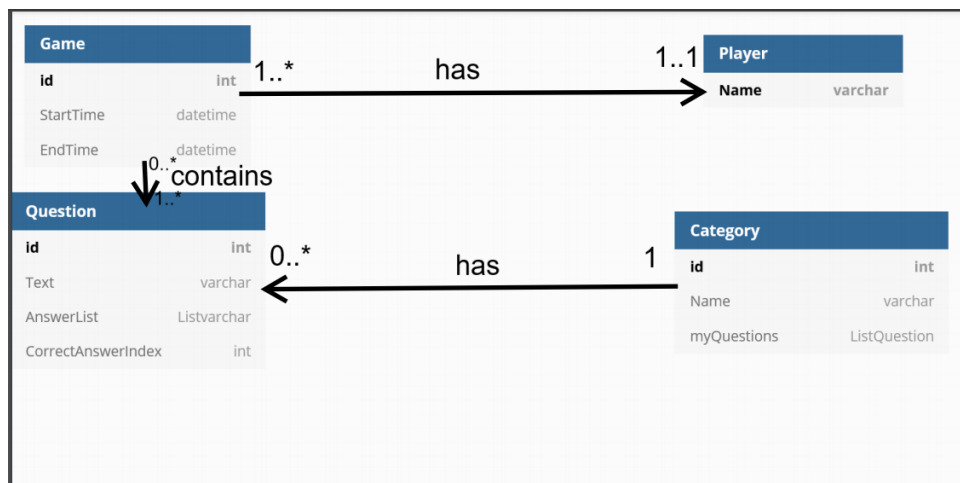 Game
id int
StartTime datetime
EndTime datetime
1..* has 1..1
Player
Name varchar
0..*
contains
1..*
Question
id int
Text varchar
AnswerList Listvarchar
CorrectAnswerIndex int
0..* has 1
Category
id int
Name varchar
myQuestions ListQuestion